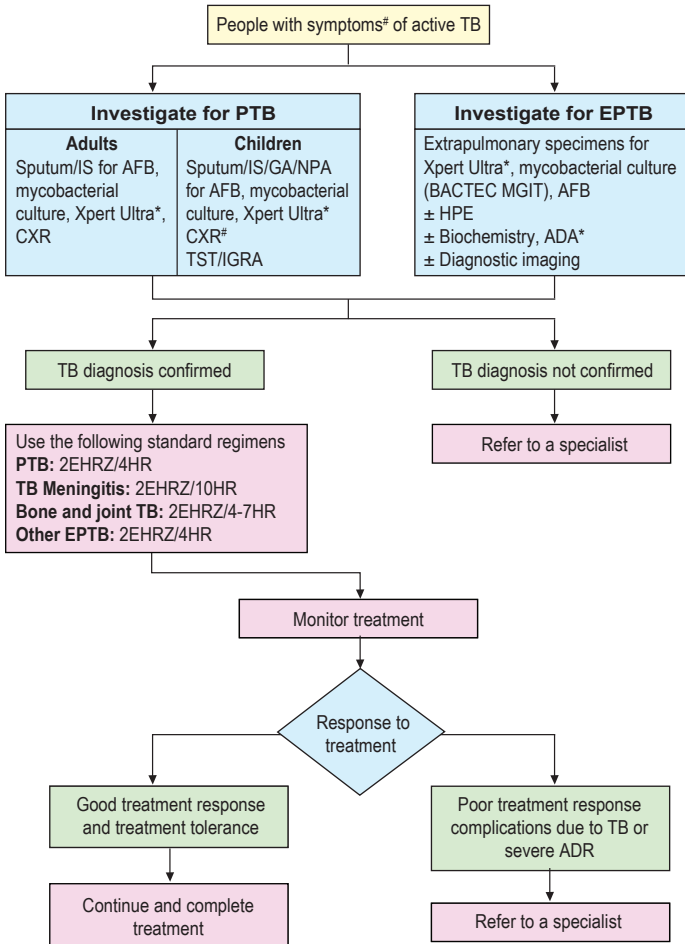 People with symptoms# of active TB
Investigate for PTB
Adults
Sputum/IS for AFB,
mycobacterial
culture, Xpert Ultra*,
CXR
Children
Sputum/IS/GA/NPA
for AFB, mycobacterial
culture, Xpert Ultra*
CXR#
TST/IGRA
Investigate for EPTB
Extrapulmonary specimens for
Xpert Ultra*, mycobacterial culture
(BACTEC MGIT), AFB
± HPE
± Biochemistry, ADA*
± Diagnostic imaging
TB diagnosis confirmed
TB diagnosis not confirmed
Use the following standard regimens
PTB: 2EHRZ/4HR
TB Meningitis: 2EHRZ/10HR
Bone and joint TB: 2EHRZ/4-7HR
Other EPTB: 2EHRZ/4HR
Refer to a specialist
Monitor treatment
Response to
treatment
Good treatment response
and treatment tolerance
Poor treatment response
complications due to TB or
severe ADR
Continue and complete
treatment
Refer to a specialist